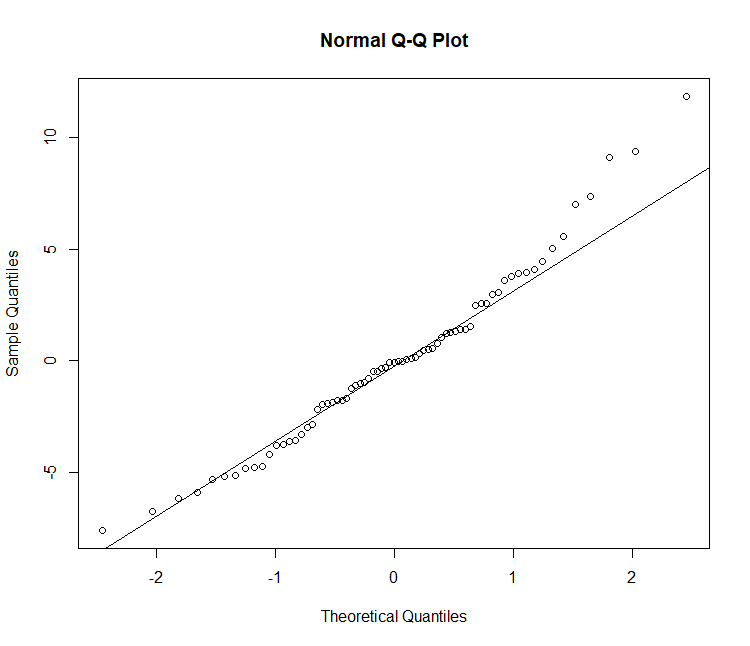 Normal Q-Q Plot
10
5
0
-5
Sample Quantiles
-2 -1 0 1 2
Theoretical Quantiles